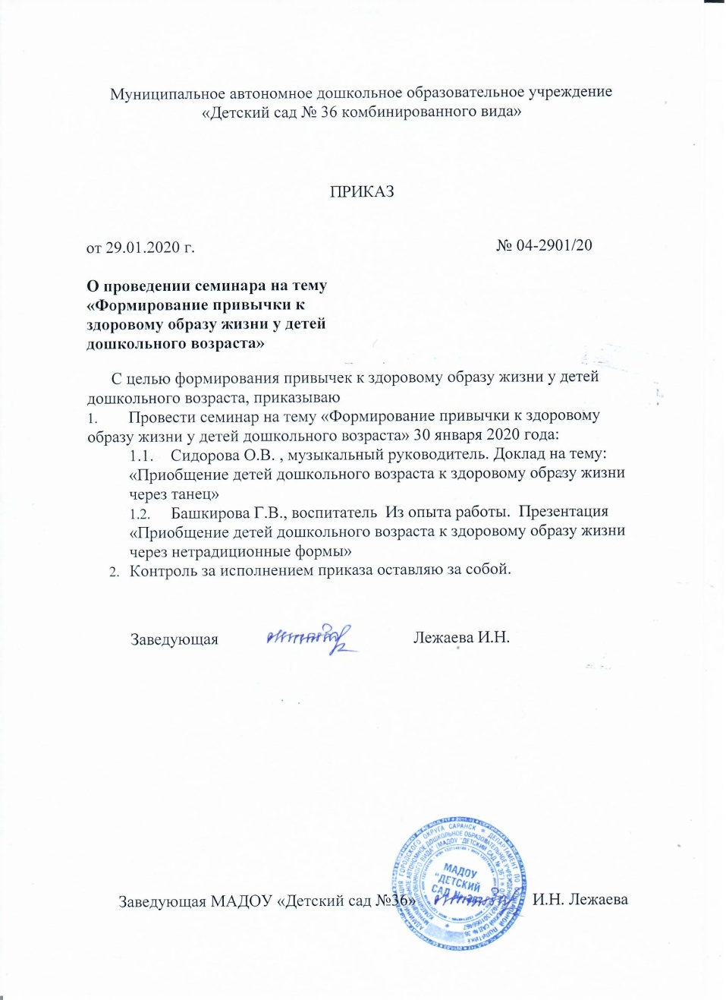 Муниципальное автономное дошкольное образовательное учреждение
«Детский сад № 36 комбинированного вида»
ПРИКАЗ
от 29.01.2020 г. № 04-2901/20
О проведении семинара на тему
«Формирование привычки к
здоровому образу жизни у детей
дошкольного возраста»
С целью формирования привычек к здоровому образу жизни у детей
дошкольного возраста, приказываю
1. Провести семинар на тему «Формирование привычки к здоровому
образу жизни у детей дошкольного возраста» 30 января 2020 года:
1.1. Сидорова О.В. , музыкальный руководитель. Доклад на тему:
«Приобщение детей дошкольного возраста к здоровому образу жизни
через танец»
1.2. Башкирова Г.В., воспитатель Из опыта работы. Презентация
«Приобщение детей дошкольного возраста к здоровому образу жизни
через нетрадиционные формы»
2. Контроль за исполнением приказа оставляю за собой.
Заведующая Лежаева И.Н.
МАДОУ
"ДЕТСКИЙ
САД №
Заведующая МАДОУ «Детский сад №36» И.Н. Лежаева